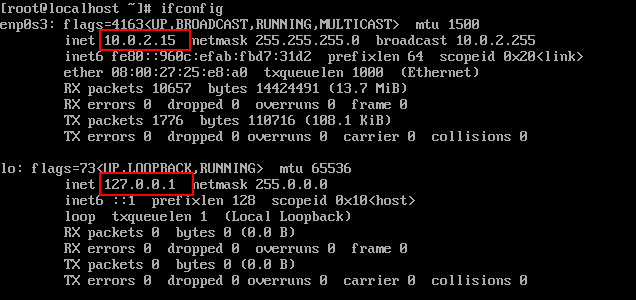 [root@localhost ~]# ifconfig
enp0s3: flags=4163<UP,BROADCAST,RUNNING,MULTICAST>  mtu 1500
inet 10.0.2.15  netmask 255.255.255.0  broadcast 10.0.2.255
inet6 fe80::960c:efab:fbd7:31d2  prefixlen 64  scopeid 0x20<link>
ether 08:00:27:25:e8:a0  txqueuelen 1000  (Ethernet)
RX packets 10657  bytes 14424491 (13.7 MiB)
RX errors 0  dropped 0  overruns 0  frame 0
TX packets 1776  bytes 110716 (108.1 KiB)
TX errors 0  dropped 0 overruns 0  carrier 0  collisions 0
lo: flags=73<UP,LOOPBACK,RUNNING>  mtu 65536
inet 127.0.0.1  netmask 255.0.0.0
inet6 ::1  prefixlen 128  scopeid 0x10<host>
loop  txqueuelen 1  (Local Loopback)
RX packets 0  bytes 0 (0.0 B)
RX errors 0  dropped 0  overruns 0  frame 0
TX packets 0  bytes 0 (0.0 B)
TX errors 0  dropped 0 overruns 0  carrier 0  collisions 0